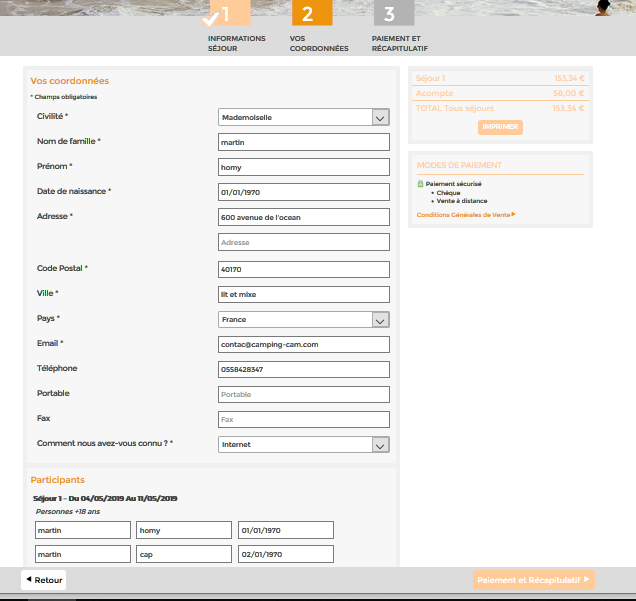 1 2 3
INFORMATIONS SÉJOUR
VOS COORDONNÉES
PAIEMENT ET RÉCAPITULATIF
Vos coordonnées
* Champs obligatoires
Civilité * Mademoiselle
Nom de famille * martin
Prénom * homy
Date de naissance * 01/01/1970
Adresse * 600 avenue de l'ocean
Adresse
Code Postal * 40170
Ville * lit et mixe
Pays * France
Email * contac@camping-cam.com
Téléphone 0558428347
Portable Portable
Fax Fax
Comment nous avez-vous connu ? * Internet
Participants
Séjour 1 - Du 04/05/2019 Au 11/05/2019
Personnes +18 ans
martin homy 01/01/1970
martin cap 02/01/1970
Séjour 1 153,34 €
Acompte 58,00 €
TOTAL Tous séjours 153,34 €
IMPRIMER
MODES DE PAIEMENT
Paiement sécurisé
• Chèque
• Vente à distance
Conditions Générales de Vente
Retour
Paiement et Récapitulatif